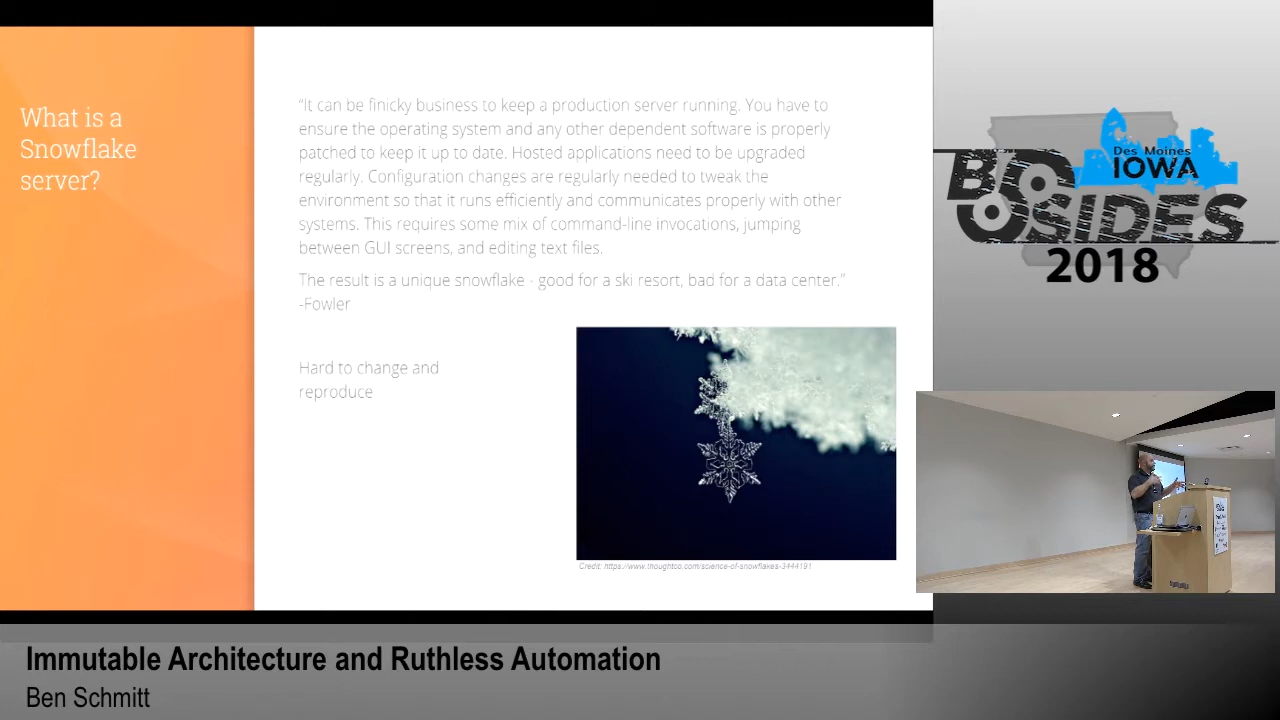 What is a
Snowflake
server?
“It can be finicky business to keep a production server running. You have to
ensure the operating system and any other dependent software is properly
patched to keep it up to date. Hosted applications need to be upgraded
regularly. Configuration changes are regularly needed to tweak the
environment so that it runs efficiently and communicates properly with other
systems. This requires some mix of command-line invocations, jumping
between GUI screens, and editing text files.
The result is a unique snowflake - good for a ski resort, bad for a data center.”
-Fowler
Hard to change and
reproduce
Credit: https://www.thoughtco.com/science-of-snowflakes-3444191
Des Moines
IOWA
BSIDES
2018
Immutable Architecture and Ruthless Automation
Ben Schmitt